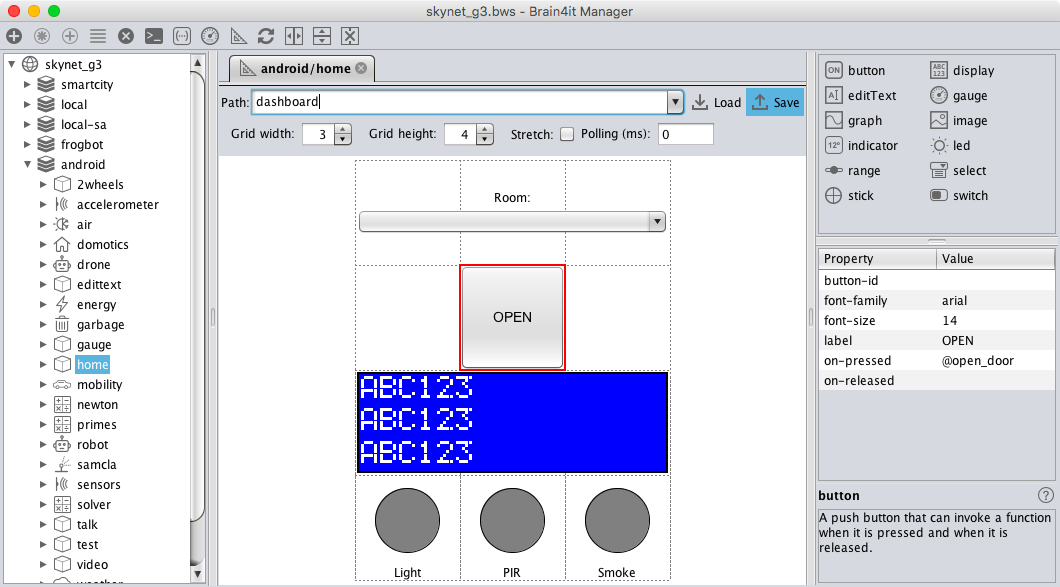 skynet_g3.bws - Brain4it Manager
skynet_g3
smartcity
local
local-sa
frogbot
android
2wheels
accelerometer
air
domotics
drone
edittext
energy
garbage
gauge
home
mobility
newton
primes
robot
samcla
sensors
solver
talk
test
video
android/home
Path: dashboard Load Save
Grid width: 3 Grid height: 4 Stretch: Polling (ms): 0
Room:
OPEN
ABC123
ABC123
ABC123
Light PIR Smoke
ON button ABC 123 display
AI editText gauge
graph image
12° indicator led
range select
stick switch
Property Value
button-id
font-family arial
font-size 14
label OPEN
on-pressed @open_door
on-released
button ?
A push button that can invoke a function
when it is pressed and when it is
released.